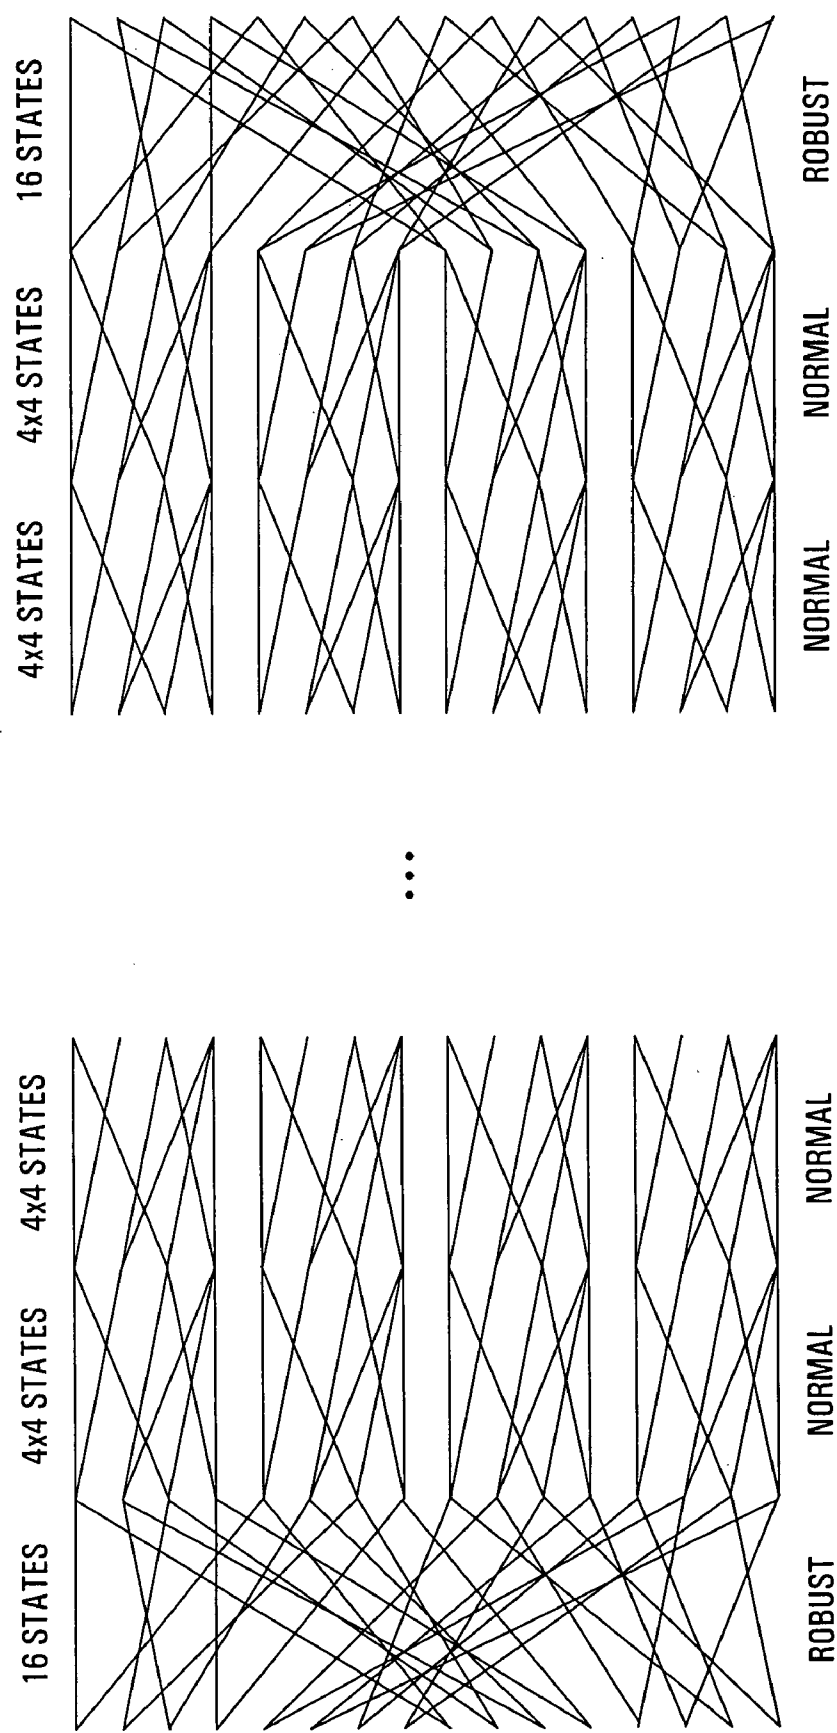 16 STATES
4x4 STATES
4x4 STATES
...
4x4 STATES
4x4 STATES
16 STATES
ROBUST
NORMAL
NORMAL
NORMAL
NORMAL
ROBUST